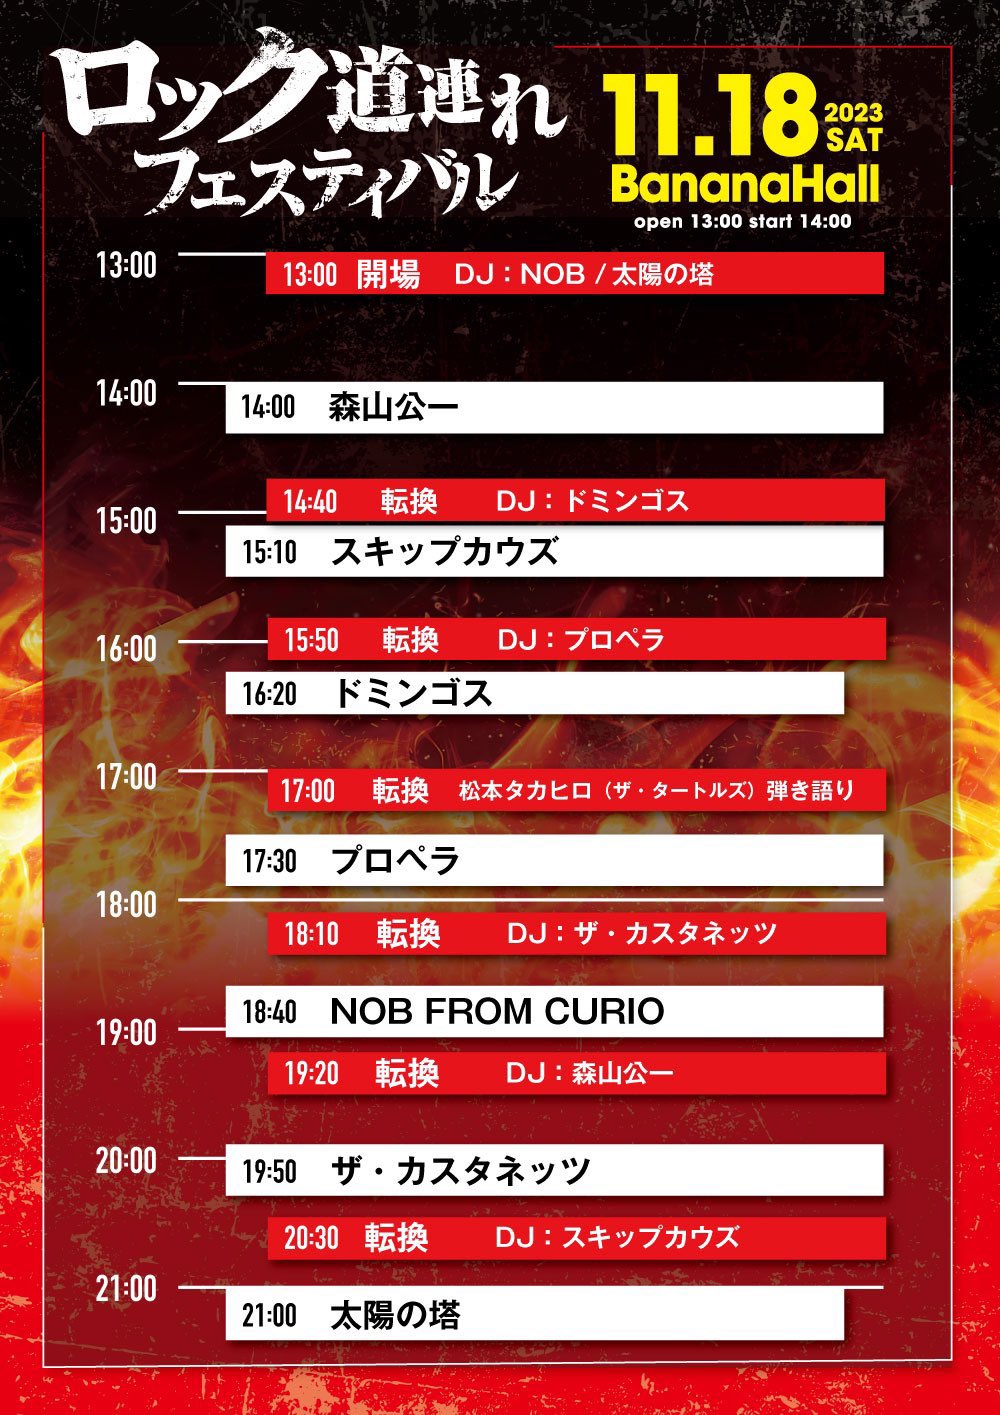 ロック道連れ
フェスティバル
11.18 2023 SAT
BananaHall
open 13:00 start 14:00
13:00
13:00 開場 DJ：NOB / 太陽の塔
14:00
14:00 森山公一
14:40 転換 DJ：ドミンゴス
15:00
15:10 スキップカウズ
15:50 転換 DJ：プロペラ
16:00
16:20 ドミンゴス
17:00
17:00 転換 松本タカヒロ（ザ・タートルズ）弾き語り
17:30 プロペラ
18:00
18:10 転換 DJ：ザ・カスタネッツ
18:40 NOB FROM CURIO
19:00
19:20 転換 DJ：森山公一
20:00
19:50 ザ・カスタネッツ
20:30 転換 DJ：スキップカウズ
21:00
21:00 太陽の塔